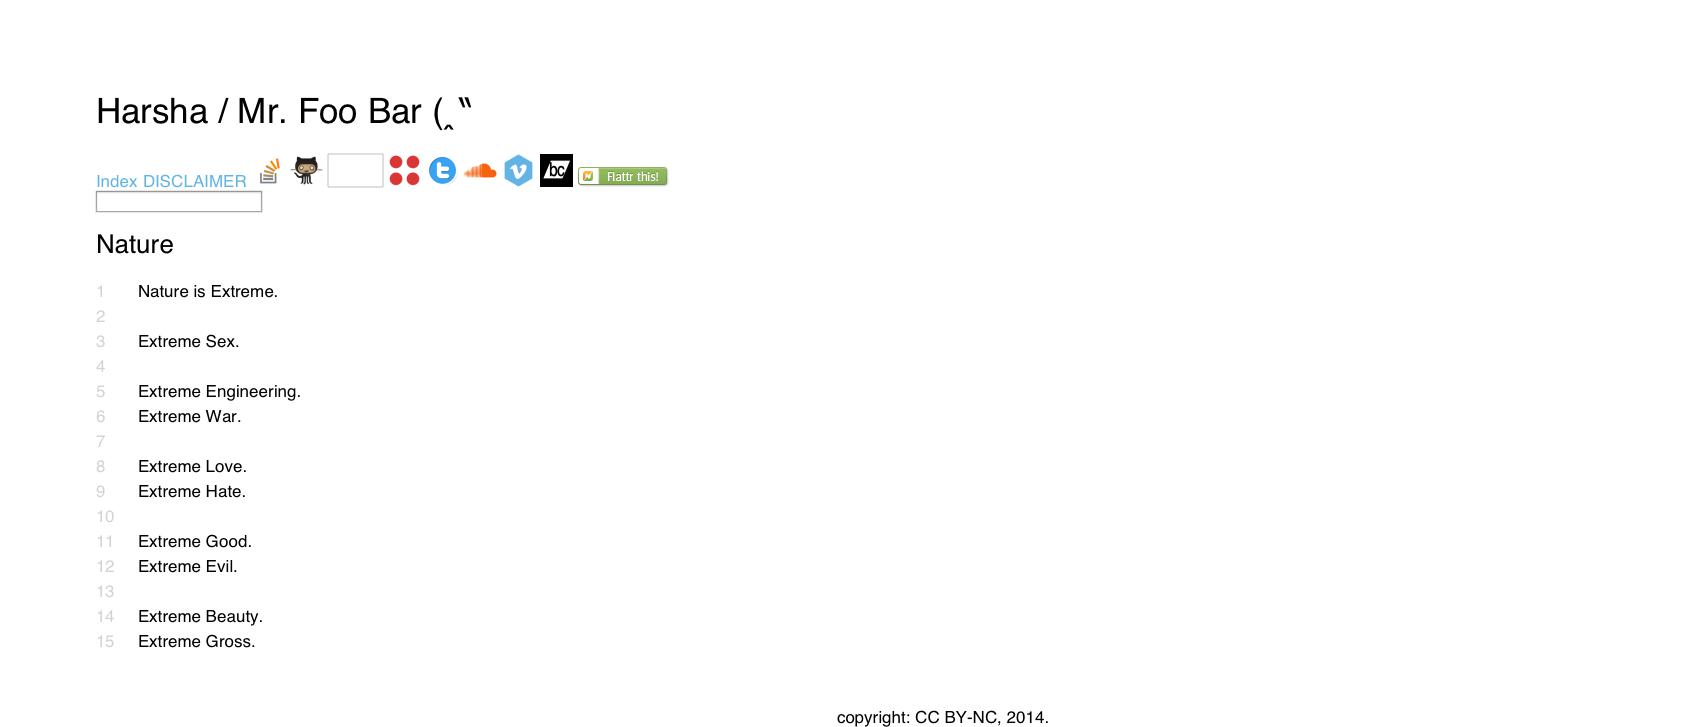 Harsha / Mr. Foo Bar (‸‟
Index DISCLAIMER bc Flattr this!
Nature
1 Nature is Extreme.
2
3 Extreme Sex.
4
5 Extreme Engineering.
6 Extreme War.
7
8 Extreme Love.
9 Extreme Hate.
10
11 Extreme Good.
12 Extreme Evil.
13
14 Extreme Beauty.
15 Extreme Gross.
copyright: CC BY-NC, 2014.